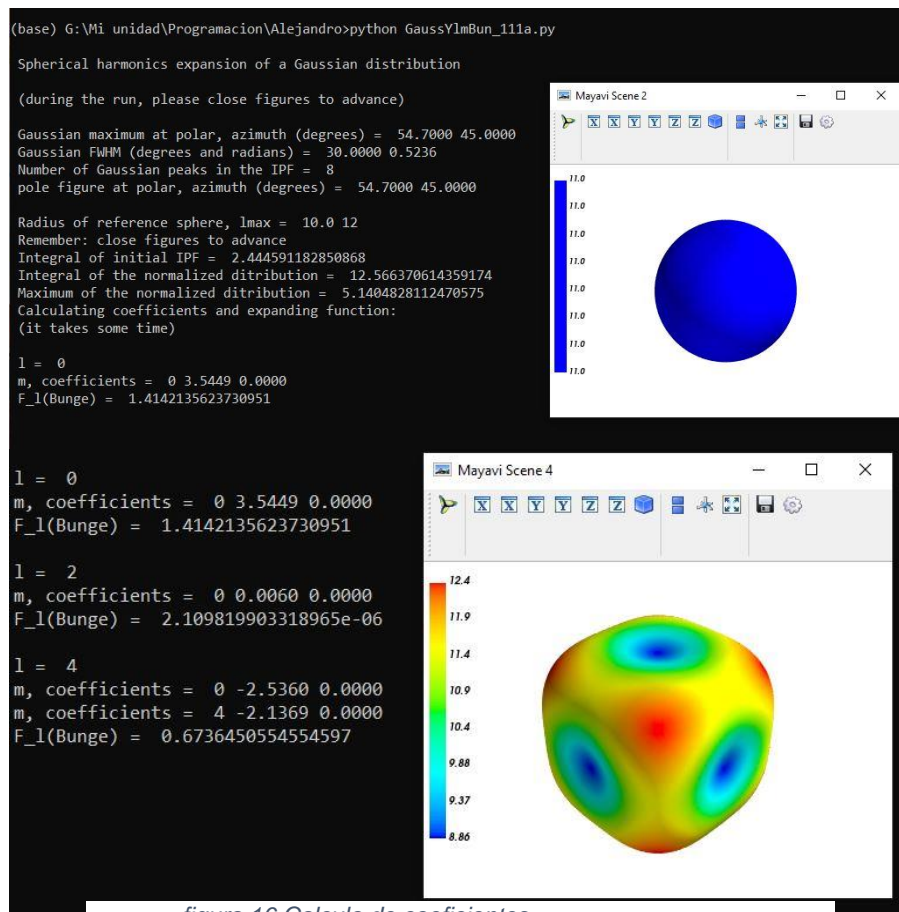 (base) G:\Mi unidad\Programacion\Alejandro>python GaussYlmBun_111a.py
Spherical harmonics expansion of a Gaussian distribution
(during the run, please close figures to advance)
Gaussian maximum at polar, azimuth (degrees) =  54.7000 45.0000
Gaussian FWHM (degrees and radians) =  30.0000 0.5236
Number of Gaussian peaks in the IPF =  8
pole figure at polar, azimuth (degrees) =  54.7000 45.0000
Radius of reference sphere, lmax =  10.0 12
Remember: close figures to advance
Integral of initial IPF =  2.444591182850868
Integral of the normalized ditribution =  12.566370614359174
Maximum of the normalized ditribution =  5.1404828112470575
Calculating coefficients and expanding function:
(it takes some time)
l =  0
m, coefficients =  0 3.5449 0.0000
F_l(Bunge) =  1.4142135623730951
Mayavi Scene 2
X X Y Y Z Z
11.0
11.0
11.0
11.0
11.0
11.0
11.0
11.0
l =  0
m, coefficients =  0 3.5449 0.0000
F_l(Bunge) =  1.4142135623730951
l =  2
m, coefficients =  0 0.0060 0.0000
F_l(Bunge) =  2.109819903318965e-06
l =  4
m, coefficients =  0 -2.5360 0.0000
m, coefficients =  4 -2.1369 0.0000
F_l(Bunge) =  0.6736450554554597
Mayavi Scene 4
X X Y Y Z Z
12.4
11.9
11.4
10.9
10.4
9.88
9.37
8.86
figura 16 Calculo de